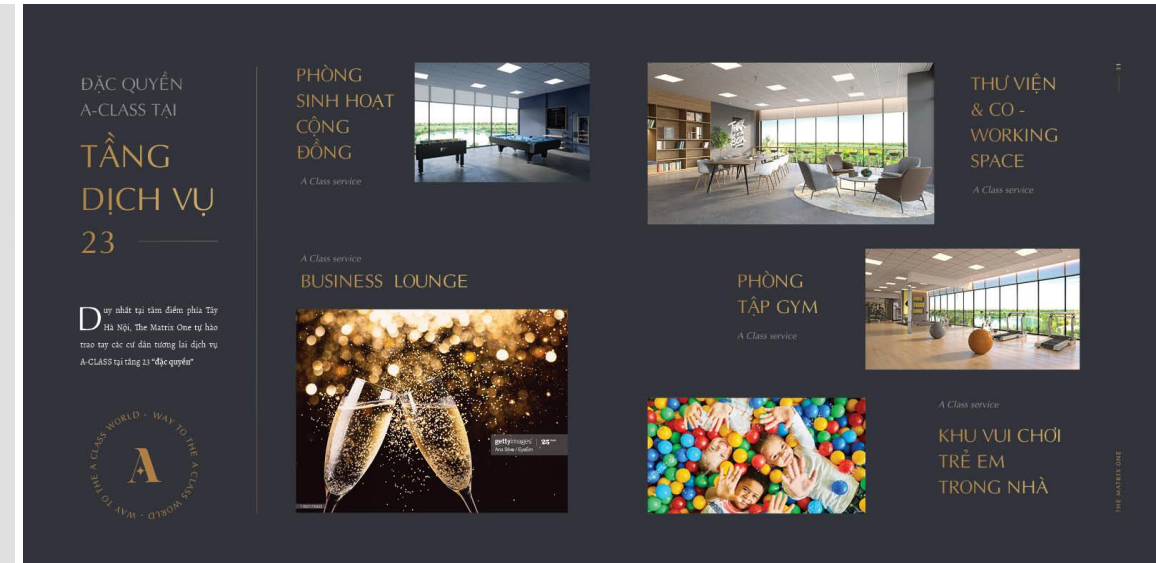 ĐẶC QUYỀN
A-CLASS TẠI
TẦNG
DỊCH VỤ
23
Duy nhất tại tâm điểm phía Tây
Hà Nội, The Matrix One tự hào
trao tay các cư dân tương lai dịch vụ
A-CLASS tại tầng 23 "đặc quyền"
WAY TO THE A CLASS WORLD - WAY TO THE A CLASS WORLD -
A
PHÒNG
SINH HOẠT
CỘNG
ĐỒNG
A Class service
A Class service
BUSINESS LOUNGE
gettyimages
Ana Silva / EyeEm
THƯ VIỆN
& CO -
WORKING
SPACE
A Class service
PHÒNG
TẬP GYM
A Class service
A Class service
KHU VUI CHƠI
TRẺ EM
TRONG NHÀ
THE MATRIX ONE